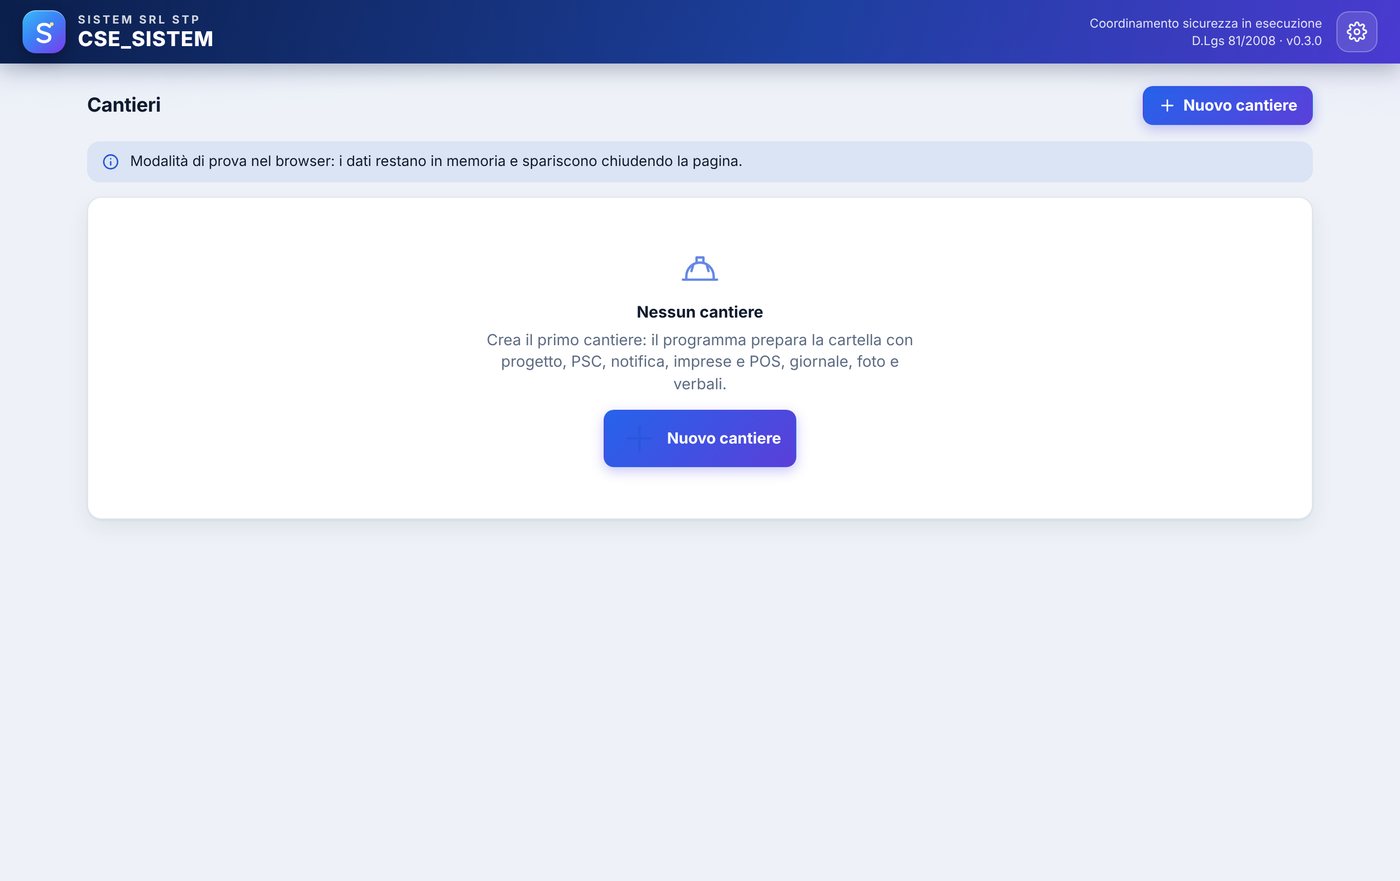 SISTEM SRL STP
CSE_SISTEM
Coordinamento sicurezza in esecuzione
D.Lgs 81/2008 · v0.3.0
Cantieri
Nuovo cantiere
Modalità di prova nel browser: i dati restano in memoria e spariscono chiudendo la pagina.
Nessun cantiere
Crea il primo cantiere: il programma prepara la cartella con
progetto, PSC, notifica, imprese e POS, giornale, foto e
verbali.
Nuovo cantiere